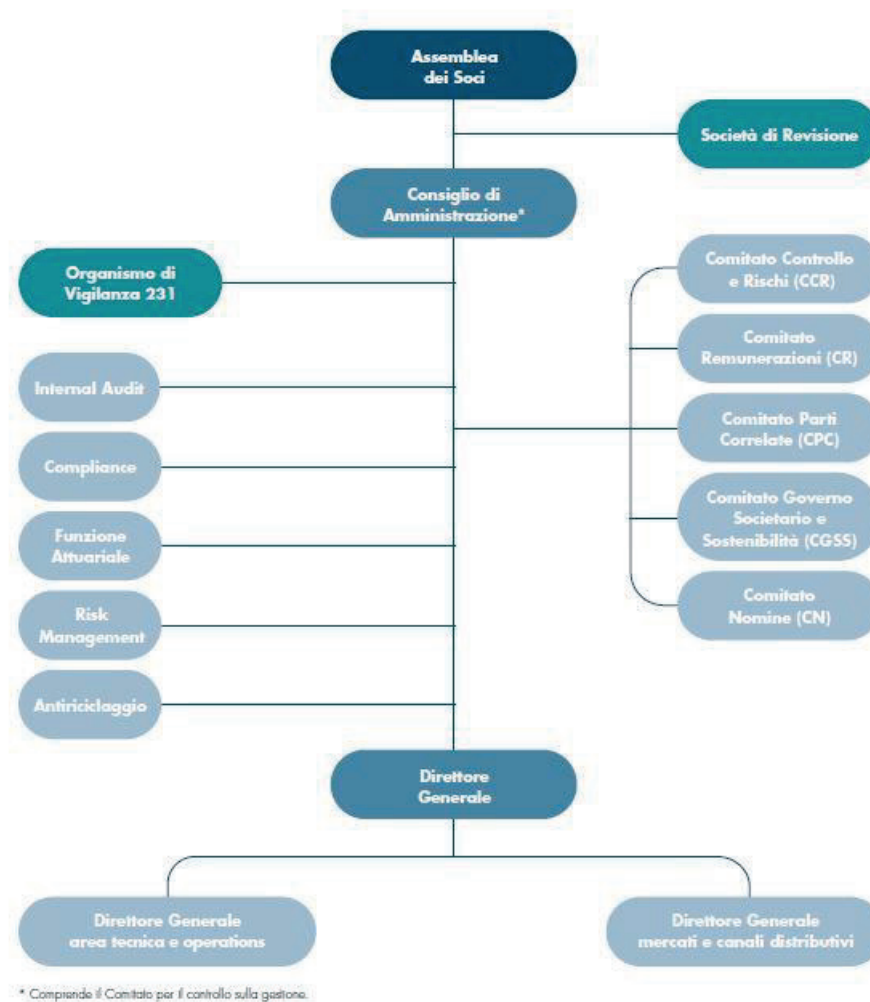 Assemblea
dei Soci
Società di Revisione
Consiglio di
Amministrazione*
Organismo di
Vigilanza 231
Comitato Controllo
e Rischi (CCR)
Comitato
Remunerazioni (CR)
Internal Audit
Comitato Parti
Correlate (CPC)
Compliance
Comitato Governo
Societario e
Sostenibilità (CGSS)
Funzione
Attuariale
Comitato
Nomine (CN)
Risk
Management
Antiriciclaggio
Direttore
Generale
Direttore Generale
area tecnica e operations
Direttore Generale
mercati e canali distributivi
* Comprende il Comitato per il controllo sulla gestione.